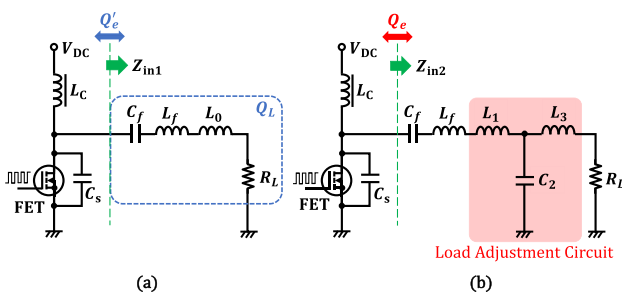 Q'e
VDC
Zin1
LC
Cf Lf L0
QL
RL
Cs
FET
(a)
Qe
VDC
Zin2
LC
Cf Lf L1 L3
C2
RL
Cs
FET
Load Adjustment Circuit
(b)